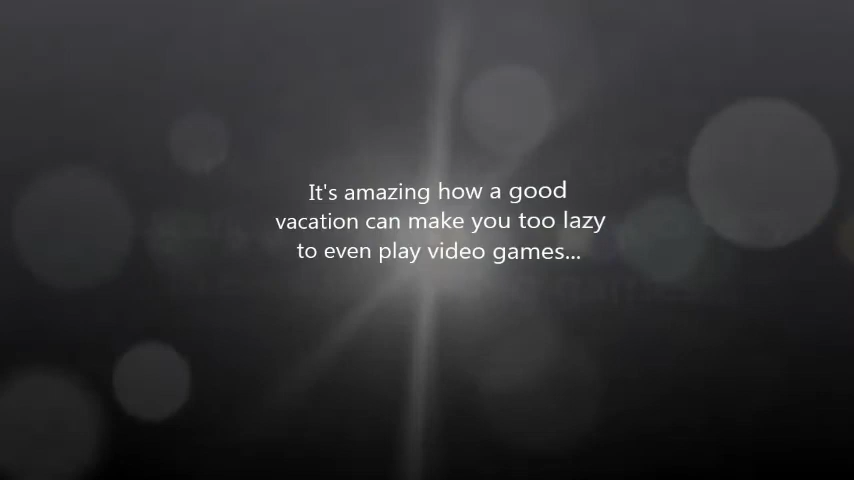 It's amazing how a good
vacation can make you too lazy
to even play video games...